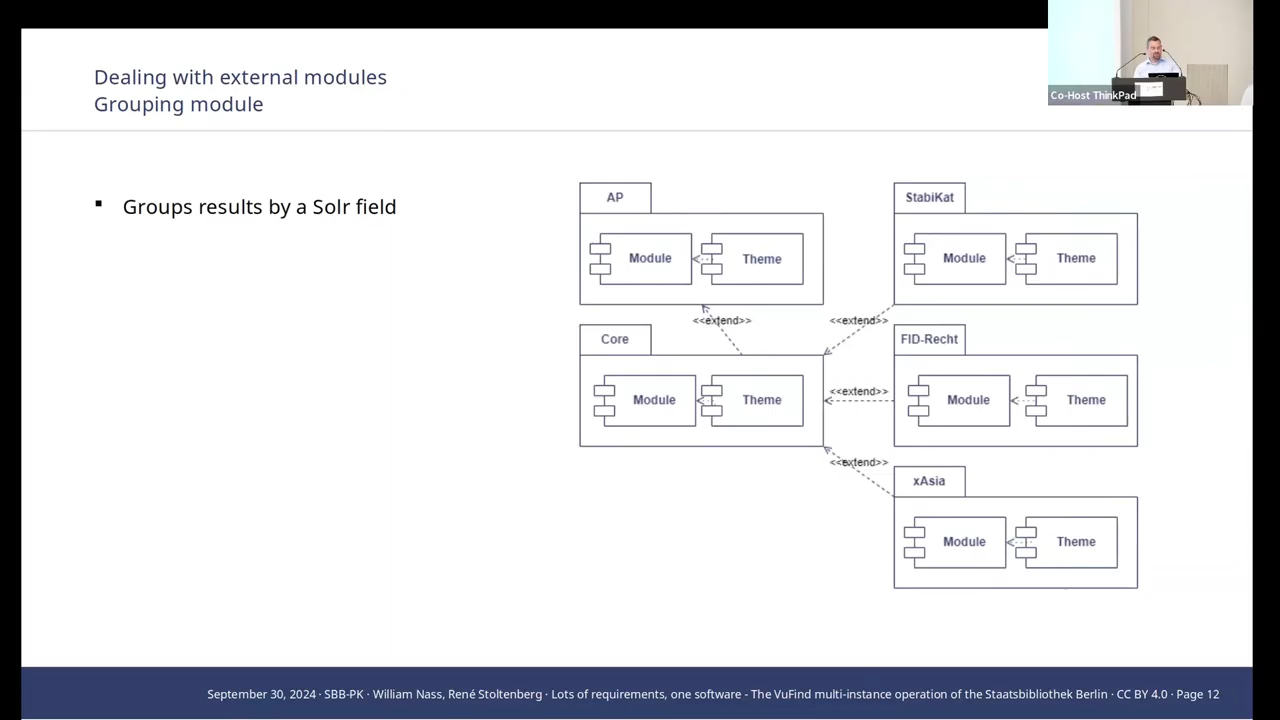 Dealing with external modules
Grouping module
Co-Host ThinkPad
▪ Groups results by a Solr field
AP
Module
Theme
StabiKat
Module
Theme
<<extend>>
<<extend>>
Core
Module
Theme
FID-Recht
Module
Theme
<<extend>>
<<extend>>
xAsia
Module
Theme
September 30, 2024 · SBB-PK · William Nass, René Stoltenberg · Lots of requirements, one software - The VuFind multi-instance operation of the Staatsbibliothek Berlin · CC BY 4.0 · Page 12